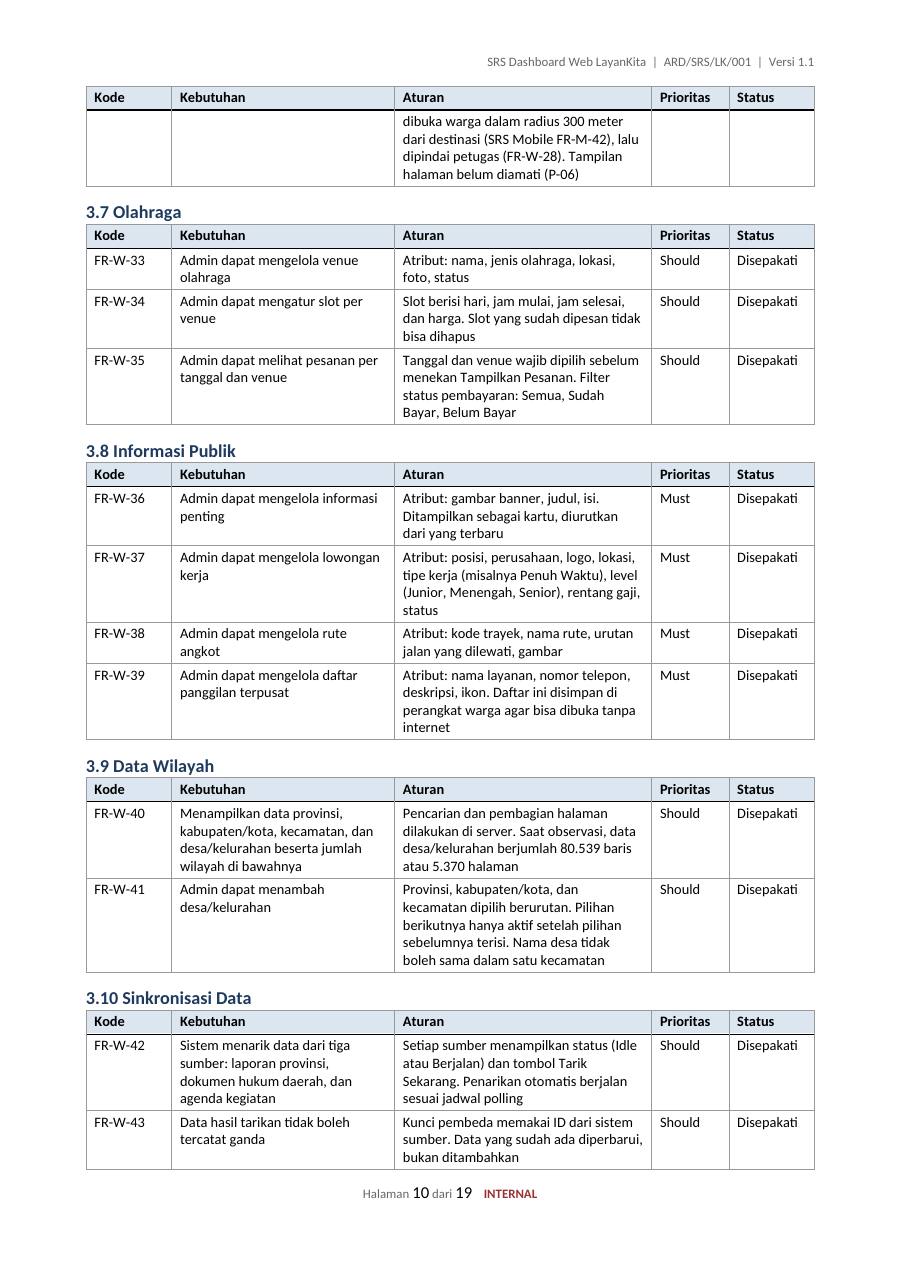 SRS Dashboard Web LayanKita | ARD/SRS/LK/001 | Versi 1.1
Kode Kebutuhan Aturan Prioritas Status
dibuka warga dalam radius 300 meter
dari destinasi (SRS Mobile FR-M-42), lalu
dipindai petugas (FR-W-28). Tampilan
halaman belum diamati (P-06)
3.7 Olahraga
Kode Kebutuhan Aturan Prioritas Status
FR-W-33 Admin dapat mengelola venue Atribut: nama, jenis olahraga, lokasi, Should Disepakati
olahraga foto, status
FR-W-34 Admin dapat mengatur slot per Slot berisi hari, jam mulai, jam selesai, Should Disepakati
venue dan harga. Slot yang sudah dipesan tidak
bisa dihapus
FR-W-35 Admin dapat melihat pesanan per Tanggal dan venue wajib dipilih sebelum Should Disepakati
tanggal dan venue menekan Tampilkan Pesanan. Filter
status pembayaran: Semua, Sudah
Bayar, Belum Bayar
3.8 Informasi Publik
Kode Kebutuhan Aturan Prioritas Status
FR-W-36 Admin dapat mengelola informasi Atribut: gambar banner, judul, isi. Must Disepakati
penting Ditampilkan sebagai kartu, diurutkan
dari yang terbaru
FR-W-37 Admin dapat mengelola lowongan Atribut: posisi, perusahaan, logo, lokasi, Must Disepakati
kerja tipe kerja (misalnya Penuh Waktu), level
(Junior, Menengah, Senior), rentang gaji,
status
FR-W-38 Admin dapat mengelola rute Atribut: kode trayek, nama rute, urutan Must Disepakati
angkot jalan yang dilewati, gambar
FR-W-39 Admin dapat mengelola daftar Atribut: nama layanan, nomor telepon, Must Disepakati
panggilan terpusat deskripsi, ikon. Daftar ini disimpan di
perangkat warga agar bisa dibuka tanpa
internet
3.9 Data Wilayah
Kode Kebutuhan Aturan Prioritas Status
FR-W-40 Menampilkan data provinsi, Pencarian dan pembagian halaman Should Disepakati
kabupaten/kota, kecamatan, dan dilakukan di server. Saat observasi, data
desa/kelurahan beserta jumlah desa/kelurahan berjumlah 80.539 baris
wilayah di bawahnya atau 5.370 halaman
FR-W-41 Admin dapat menambah Provinsi, kabupaten/kota, dan Should Disepakati
desa/kelurahan kecamatan dipilih berurutan. Pilihan
berikutnya hanya aktif setelah pilihan
sebelumnya terisi. Nama desa tidak
boleh sama dalam satu kecamatan
3.10 Sinkronisasi Data
Kode Kebutuhan Aturan Prioritas Status
FR-W-42 Sistem menarik data dari tiga Setiap sumber menampilkan status (Idle Should Disepakati
sumber: laporan provinsi, atau Berjalan) dan tombol Tarik
dokumen hukum daerah, dan Sekarang. Penarikan otomatis berjalan
agenda kegiatan sesuai jadwal polling
FR-W-43 Data hasil tarikan tidak boleh Kunci pembeda memakai ID dari sistem Should Disepakati
tercatat ganda sumber. Data yang sudah ada diperbarui,
bukan ditambahkan
Halaman 10 dari 19 INTERNAL